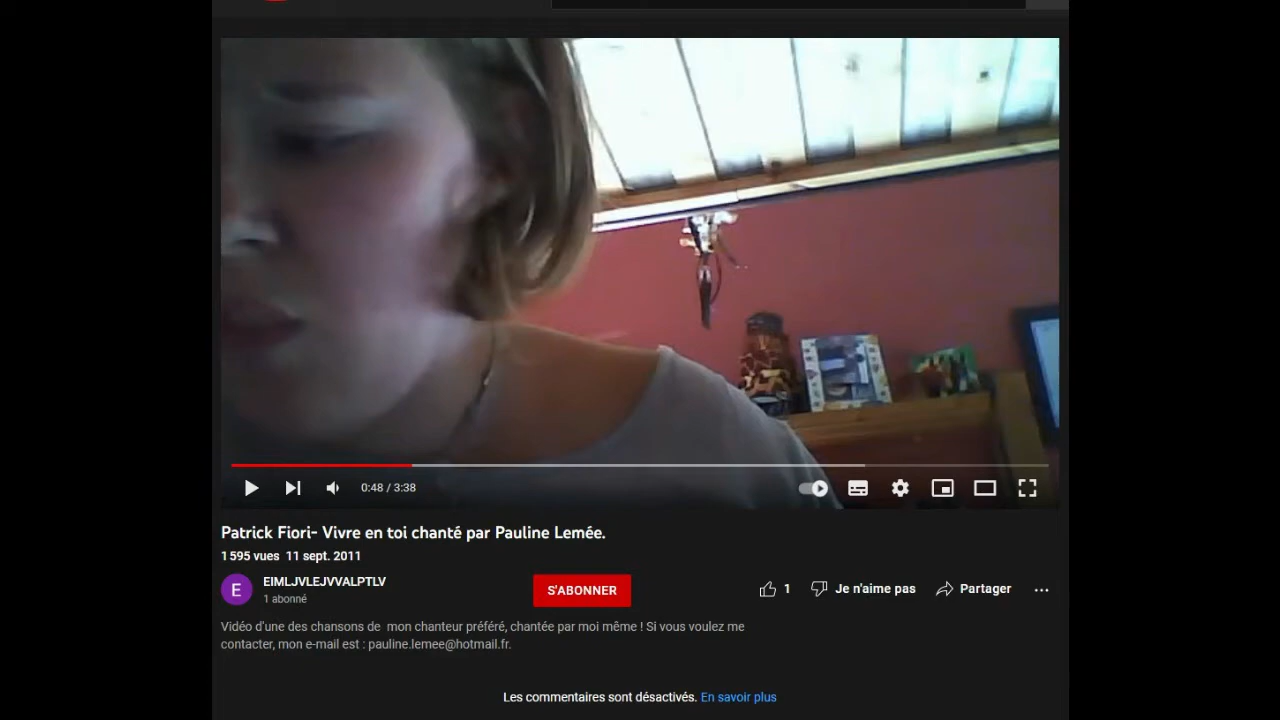 0:48 / 3:38
Patrick Fiori- Vivre en toi chanté par Pauline Lemée.
1 595 vues 11 sept. 2011
E
EIMLJVLEJVVALPTLV
1 abonné
S'ABONNER
1
Je n'aime pas
Partager
Vidéo d'une des chansons de mon chanteur préféré, chantée par moi même ! Si vous voulez me
contacter, mon e-mail est : pauline.lemee@hotmail.fr.
Les commentaires sont désactivés. En savoir plus